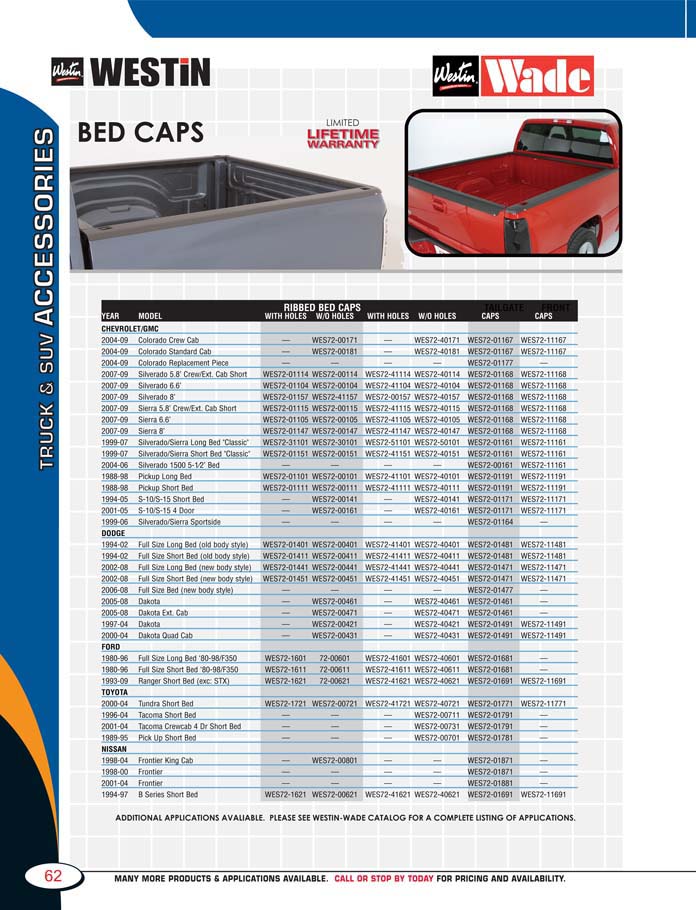 Westin WESTiN
Westin Wade
BED CAPS
LIMITED
LIFETIME
WARRANTY
TRUCK & SUV ACCESSORIES
RIBBED BED CAPS TAILGATE FRONT
YEAR MODEL WITH HOLES W/O HOLES WITH HOLES W/O HOLES CAPS CAPS
CHEVROLET/GMC
2004-09 Colorado Crew Cab — WES72-00171 — WES72-40171 WES72-01167 WES72-11167
2004-09 Colorado Standard Cab — WES72-00181 — WES72-40181 WES72-01167 WES72-11167
2004-09 Colorado Replacement Piece — — — — WES72-01177 —
2007-09 Silverado 5.8' Crew/Ext. Cab Short WES72-01114 WES72-00114 WES72-41114 WES72-40114 WES72-01168 WES72-11168
2007-09 Silverado 6.6' WES72-01104 WES72-00104 WES72-41104 WES72-40104 WES72-01168 WES72-11168
2007-09 Silverado 8' WES72-01157 WES72-41157 WES72-00157 WES72-40157 WES72-01168 WES72-11168
2007-09 Sierra 5.8' Crew/Ext. Cab Short WES72-01115 WES72-00115 WES72-41115 WES72-40115 WES72-01168 WES72-11168
2007-09 Sierra 6.6' WES72-01105 WES72-00105 WES72-41105 WES72-40105 WES72-01168 WES72-11168
2007-09 Sierra 8' WES72-01147 WES72-00147 WES72-41147 WES72-40147 WES72-01168 WES72-11168
1999-07 Silverado/Sierra Long Bed "Classic" WES72-31101 WES72-30101 WES72-51101 WES72-50101 WES72-01161 WES72-11161
1999-07 Silverado/Sierra Short Bed "Classic" WES72-01151 WES72-00151 WES72-41151 WES72-40151 WES72-01161 WES72-11161
2004-06 Silverado 1500 5-1/2' Bed — — — — WES72-00161 WES72-11161
1988-98 Pickup Long Bed WES72-01101 WES72-00101 WES72-41101 WES72-40101 WES72-01191 WES72-11191
1988-98 Pickup Short Bed WES72-01111 WES72-00111 WES72-41111 WES72-40111 WES72-01191 WES72-11191
1994-05 S-10/S-15 Short Bed — WES72-00141 — WES72-40141 WES72-01171 WES72-11171
2001-05 S-10/S-15 4 Door — WES72-00161 — WES72-40161 WES72-01171 WES72-11171
1999-06 Silverado/Sierra Sportside — — — — WES72-01164 —
DODGE
1994-02 Full Size Long Bed (old body style) WES72-01401 WES72-00401 WES72-41401 WES72-40401 WES72-01481 WES72-11481
1994-02 Full Size Short Bed (old body style) WES72-01411 WES72-00411 WES72-41411 WES72-40411 WES72-01481 WES72-11481
2002-08 Full Size Long Bed (new body style) WES72-01441 WES72-00441 WES72-41441 WES72-40441 WES72-01471 WES72-11471
2002-08 Full Size Short Bed (new body style) WES72-01451 WES72-00451 WES72-41451 WES72-40451 WES72-01471 WES72-11471
2006-08 Full Size Bed (new body style) — — — — WES72-01477 —
2005-08 Dakota — WES72-00461 — WES72-40461 WES72-01461 —
2005-08 Dakota Ext. Cab — WES72-00471 — WES72-40471 WES72-01461 —
1997-04 Dakota — WES72-00421 — WES72-40421 WES72-01491 WES72-11491
2000-04 Dakota Quad Cab — WES72-00431 — WES72-40431 WES72-01491 WES72-11491
FORD
1980-96 Full Size Long Bed '80-98/F350 WES72-1601 72-00601 WES72-41601 WES72-40601 WES72-01681 —
1980-96 Full Size Short Bed '80-98/F350 WES72-1611 72-00611 WES72-41611 WES72-40611 WES72-01681 —
1993-09 Ranger Short Bed (exc: STX) WES72-1621 72-00621 WES72-41621 WES72-40621 WES72-01691 WES72-11691
TOYOTA
2000-04 Tundra Short Bed WES72-1721 WES72-00721 WES72-41721 WES72-40721 WES72-01771 WES72-11771
1996-04 Tacoma Short Bed — — — WES72-00711 WES72-01791 —
2001-04 Tacoma Crewcab 4 Dr Short Bed — — — WES72-00731 WES72-01791 —
1989-95 Pick Up Short Bed — — — WES72-00701 WES72-01781 —
NISSAN
1998-04 Frontier King Cab — WES72-00801 — — WES72-01871 —
1998-00 Frontier — — — — WES72-01871 —
2001-04 Frontier — — — — WES72-01881 —
1994-97 B Series Short Bed WES72-1621 WES72-00621 WES72-41621 WES72-40621 WES72-01691 WES72-11691
ADDITIONAL APPLICATIONS AVALIABLE. PLEASE SEE WESTIN-WADE CATALOG FOR A COMPLETE LISTING OF APPLICATIONS.
62
MANY MORE PRODUCTS & APPLICATIONS AVAILABLE. CALL OR STOP BY TODAY FOR PRICING AND AVAILABILITY.